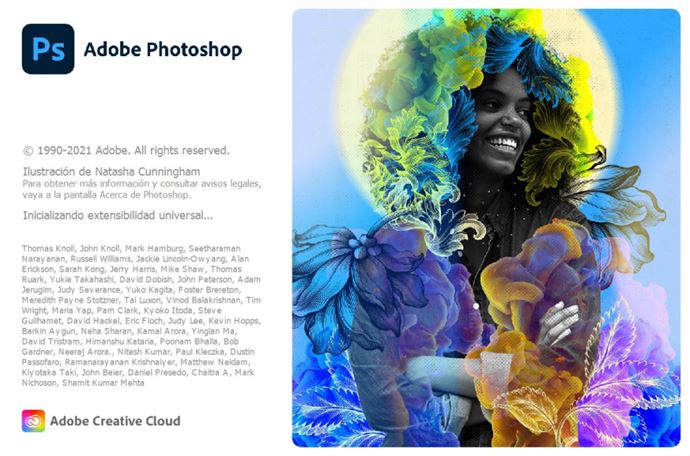 Ps Adobe Photoshop
© 1990-2021 Adobe. All rights reserved.
Ilustración de Natasha Cunningham
Para obtener más información y consultar avisos legales,
vaya a la pantalla Acerca de Photoshop.
Inicializando extensibilidad universal...
Thomas Knoll, John Knoll, Mark Hamburg, Seetharaman
Narayanan, Russell Williams, Jackie Lincoln-Owyang, Alan
Erickson, Sarah Kong, Jerry Harris, Mike Shaw, Thomas
Ruark, Yukie Takahashi, David Dobish, John Peterson, Adam
Jerugim, Judy Severance, Yuko Kagita, Foster Brereton,
Meredith Payne Stotzner, Tai Luxon, Vinod Balakrishnan, Tim
Wright, Maria Yap, Pam Clark, Kyoko Itoda, Steve
Guilhamet, David Hackel, Eric Floch, Judy Lee, Kevin Hopps,
Barkin Aygun, Neha Sharan, Kamal Arora, Yinglan Ma,
David Tristram, Himanshu Kataria, Poonam Bhalla, Bob
Gardner, Neeraj Arora., Nitesh Kumar, Paul Kleczka, Dustin
Passofaro, Ramanarayanan Krishnaiyer, Matthew Neldam,
Kiyotaka Taki, John Beier, Daniel Presedo, Chaitra A, Mark
Nichoson, Shamit Kumar Mehta
Adobe Creative Cloud